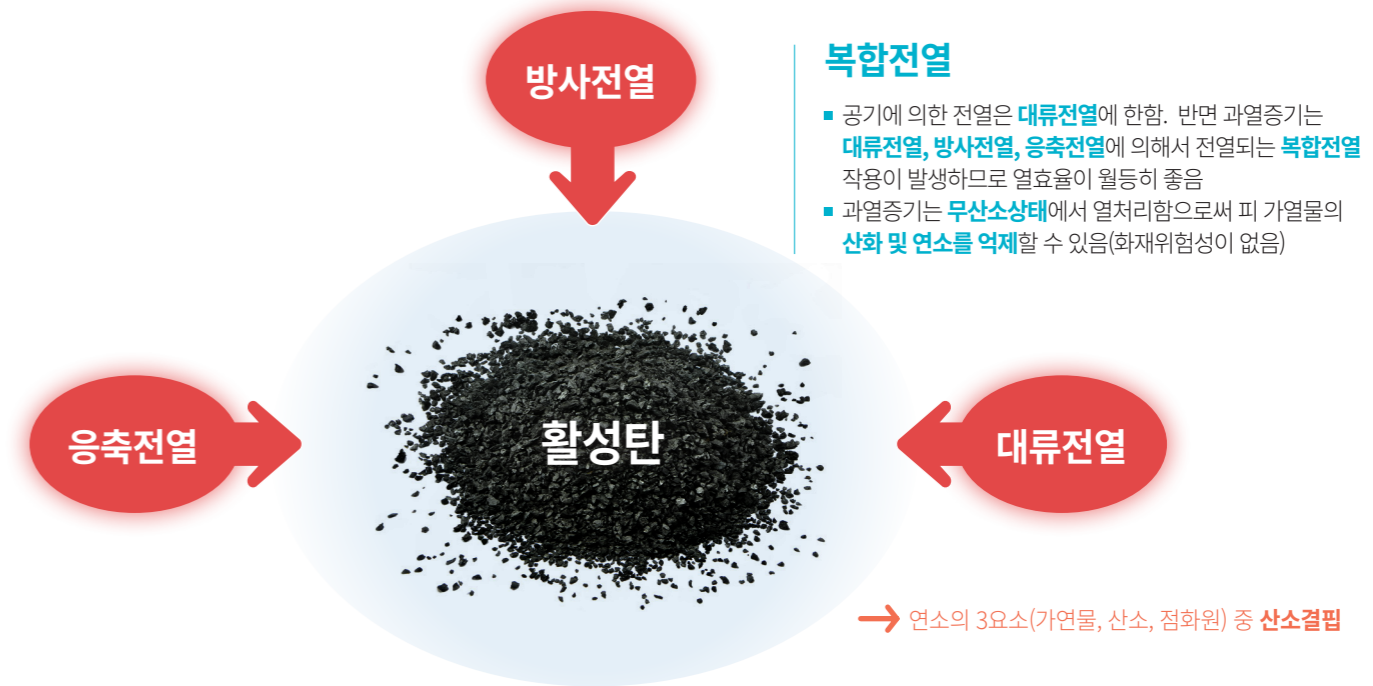 방사전열
복합전열
▪ 공기에 의한 전열은 대류전열에 한함. 반면 과열증기는
대류전열, 방사전열, 응축전열에 의해서 전열되는 복합전열
작용이 발생하므로 열효율이 월등히 좋음
▪ 과열증기는 무산소상태에서 열처리함으로써 피 가열물의
산화 및 연소를 억제할 수 있음(화재위험성이 없음)
응축전열
활성탄
대류전열
→ 연소의 3요소(가연물, 산소, 점화원) 중 산소결핍